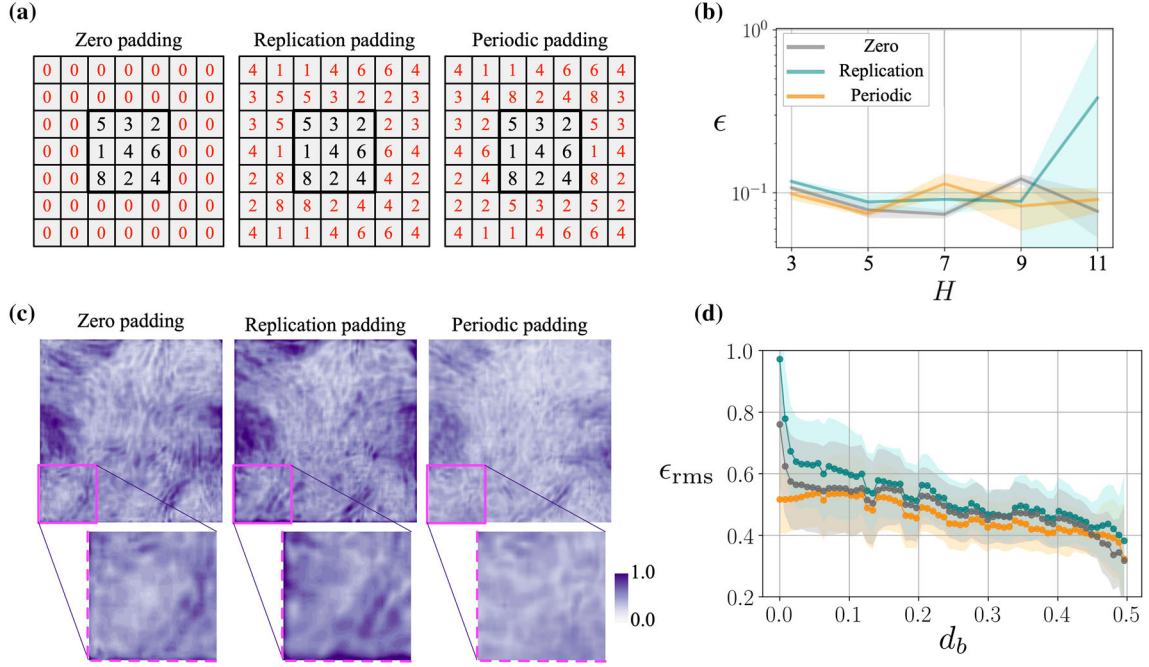 (a)
Zero padding Replication padding Periodic padding
0 0 0 0 0 0 0 4 1 1 4 6 6 4 4 1 1 4 6 6 4
0 0 0 0 0 0 0 3 5 5 3 2 2 3 3 4 8 2 4 8 3
0 0 5 3 2 0 0 3 5 5 3 2 2 3 3 2 5 3 2 5 3
0 0 1 4 6 0 0 4 1 1 4 6 6 4 4 6 1 4 6 1 4
0 0 8 2 4 0 0 2 8 8 2 4 4 2 2 4 8 2 4 8 2
0 0 0 0 0 0 0 2 8 8 2 4 4 2 2 2 5 3 2 5 2
0 0 0 0 0 0 0 4 1 1 4 6 6 4 4 1 1 4 6 6 4
(b)
10⁰
Zero
Replication
Periodic
ϵ
10⁻¹
3 5 7 9 11
H
(c)
Zero padding Replication padding Periodic padding
1.0
0.0
(d)
1.0
0.8
ϵrms 0.6
0.4
0.2
0.0 0.1 0.2 0.3 0.4 0.5
d_b